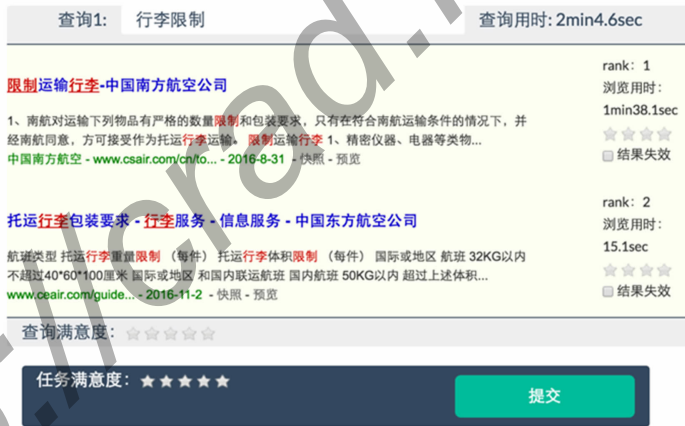 查询1: 行李限制 查询用时: 2min4.6sec
限制运输行李-中国南方航空公司
rank: 1
浏览用时:
1min38.1sec
1、南航对运输下列物品有严格的数量限制和包装要求，只有在符合南航运输条件的情况下，并
经南航同意，方可接受作为托运行李运输。 限制运输行李 1、精密仪器、电器等类物...
中国南方航空 - www.csair.com/cn/to... - 2016-8-31 - 快照 - 预览
结果失效
托运行李包装要求 - 行李服务 - 信息服务 - 中国东方航空公司
rank: 2
浏览用时:
15.1sec
航班类型 托运行李重量限制 （每件） 托运行李体积限制 （每件） 国际或地区 航班 32KG以内
不超过40*60*100厘米 国际或地区 和国内联运航班 国内航班 50KG以内 超过上述体积...
www.ceair.com/guide... - 2016-11-2 - 快照 - 预览
结果失效
查询满意度:
任务满意度:
提交